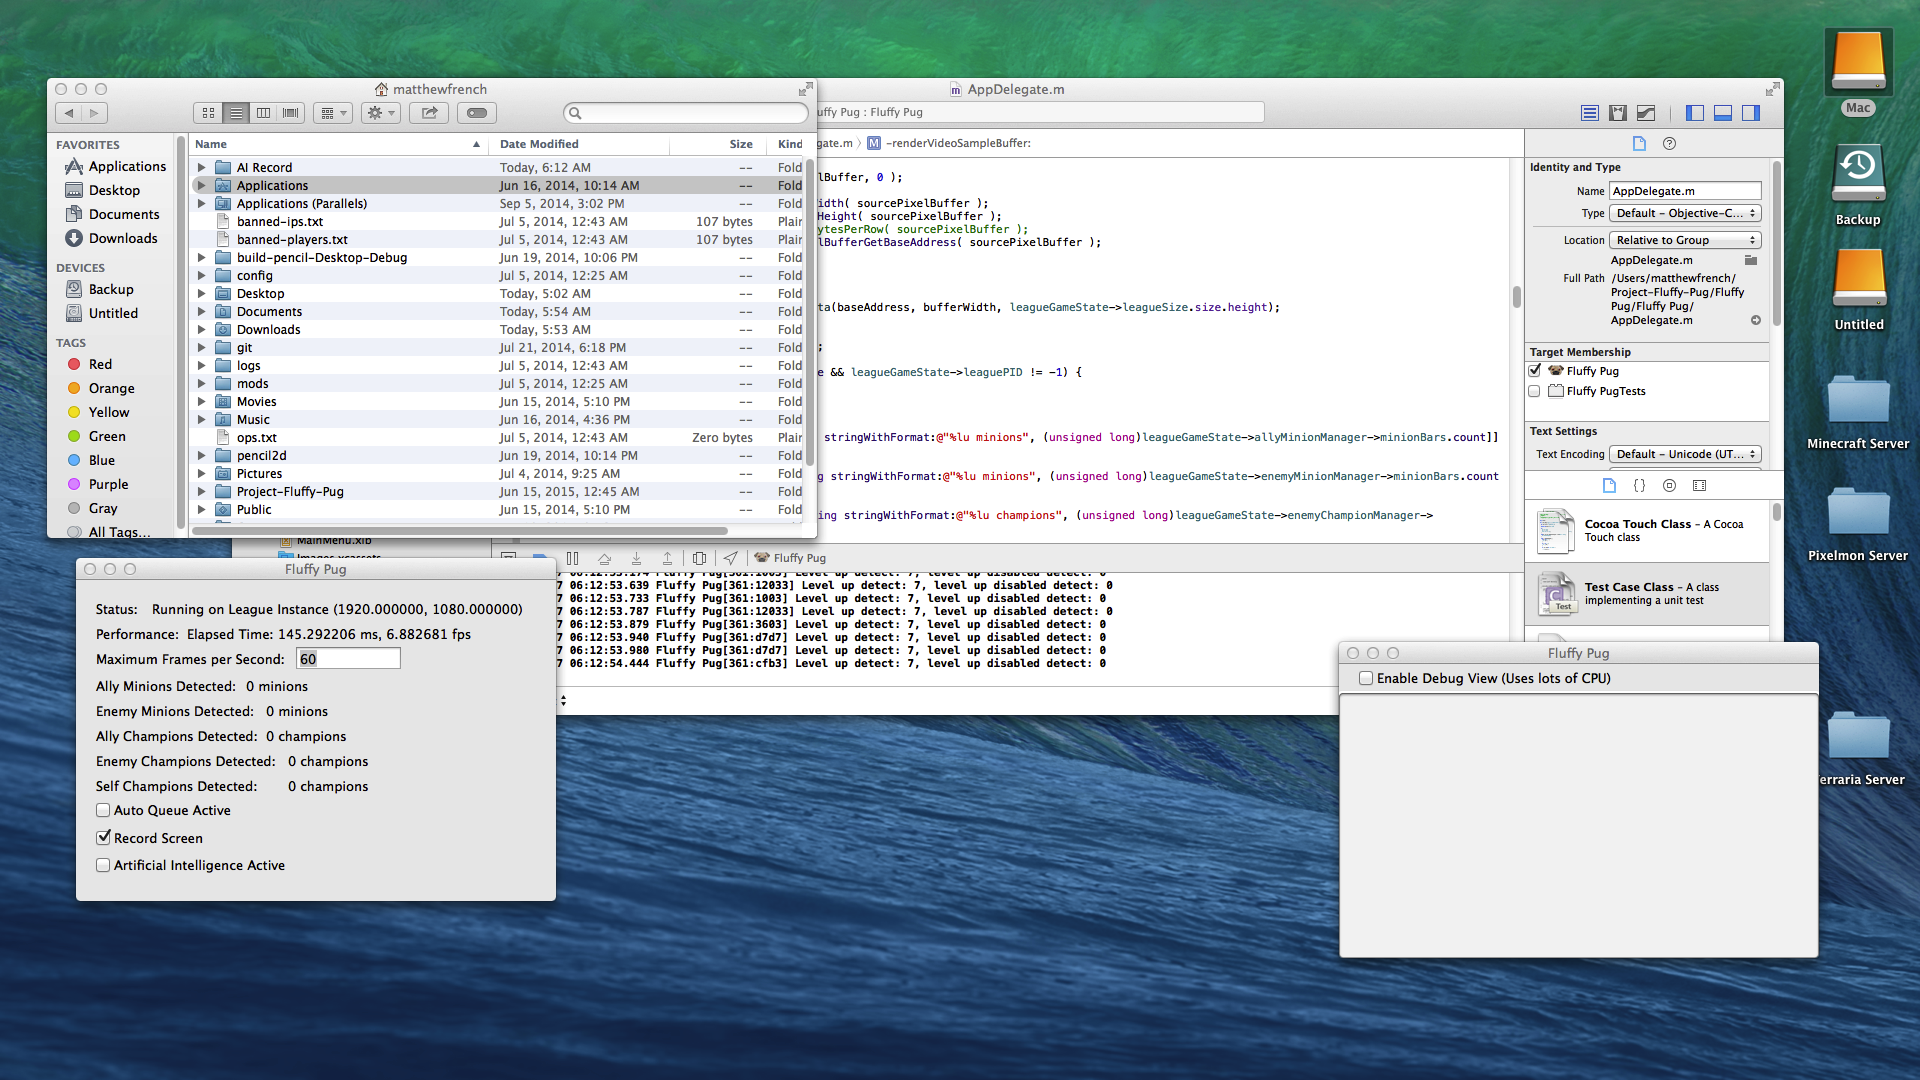 matthewfrench
FAVORITES
Applications
Desktop
Documents
Downloads
DEVICES
Backup
Untitled
TAGS
Red
Orange
Yellow
Green
Blue
Purple
Gray
All Tags...
Name Date Modified Size Kind
AI Record Today, 6:12 AM -- Fold
Applications Jun 16, 2014, 10:14 AM -- Fold
Applications (Parallels) Sep 5, 2014, 3:02 PM -- Fold
banned-ips.txt Jul 5, 2014, 12:43 AM 107 bytes Plain
banned-players.txt Jul 5, 2014, 12:43 AM 107 bytes Plain
build-pencil-Desktop-Debug Jun 19, 2014, 10:06 PM -- Fold
config Jul 5, 2014, 12:25 AM -- Fold
Desktop Today, 5:02 AM -- Fold
Documents Today, 5:54 AM -- Fold
Downloads Today, 5:53 AM -- Fold
git Jul 21, 2014, 6:18 PM -- Fold
logs Jul 5, 2014, 12:43 AM -- Fold
mods Jul 5, 2014, 12:25 AM -- Fold
Movies Jun 15, 2014, 5:10 PM -- Fold
Music Jun 16, 2014, 4:36 PM -- Fold
ops.txt Jul 5, 2014, 12:43 AM Zero bytes Plain
pencil2d Jun 19, 2014, 10:14 PM -- Fold
Pictures Jul 4, 2014, 9:25 AM -- Fold
Project-Fluffy-Pug Jun 15, 2015, 12:45 AM -- Fold
Public Jun 15, 2014, 5:10 PM -- Fold
AppDelegate.m
uffy Pug : Fluffy Pug
gate.m M -renderVideoSampleBuffer:
lBuffer, 0 );
idth( sourcePixelBuffer );
Height( sourcePixelBuffer );
ytesPerRow( sourcePixelBuffer );
lBufferGetBaseAddress( sourcePixelBuffer );
ta(baseAddress, bufferWidth, leagueGameState->leagueSize.size.height);
;
e && leagueGameState->leaguePID != -1) {
stringWithFormat:@"%lu minions", (unsigned long)leagueGameState->allyMinionManager->minionBars.count]]
g stringWithFormat:@"%lu minions", (unsigned long)leagueGameState->enemyMinionManager->minionBars.count
ing stringWithFormat:@"%lu champions", (unsigned long)leagueGameState->enemyChampionManager->
MainMenu.xib
Images.xcassets
Fluffy Pug
7 06:12:53.174 Fluffy Pug[361:1003] Level up detect: 7, level up disabled detect: 0
7 06:12:53.639 Fluffy Pug[361:12033] Level up detect: 7, level up disabled detect: 0
7 06:12:53.733 Fluffy Pug[361:1003] Level up detect: 7, level up disabled detect: 0
7 06:12:53.787 Fluffy Pug[361:12033] Level up detect: 7, level up disabled detect: 0
7 06:12:53.879 Fluffy Pug[361:3603] Level up detect: 7, level up disabled detect: 0
7 06:12:53.940 Fluffy Pug[361:d7d7] Level up detect: 7, level up disabled detect: 0
7 06:12:53.980 Fluffy Pug[361:d7d7] Level up detect: 7, level up disabled detect: 0
7 06:12:54.444 Fluffy Pug[361:cfb3] Level up detect: 7, level up disabled detect: 0
Identity and Type
Name AppDelegate.m
Type Default - Objective-C...
Location Relative to Group
AppDelegate.m
Full Path /Users/matthewfrench/
Project-Fluffy-Pug/Fluffy
Pug/Fluffy Pug/
AppDelegate.m
Target Membership
Fluffy Pug
Fluffy PugTests
Text Settings
Text Encoding Default - Unicode (UT...
Cocoa Touch Class - A Cocoa
Touch class
Test
Test Case Class - A class
implementing a unit test
Fluffy Pug
Status: Running on League Instance (1920.000000, 1080.000000)
Performance: Elapsed Time: 145.292206 ms, 6.882681 fps
Maximum Frames per Second: 60
Ally Minions Detected: 0 minions
Enemy Minions Detected: 0 minions
Ally Champions Detected: 0 champions
Enemy Champions Detected: 0 champions
Self Champions Detected: 0 champions
Auto Queue Active
Record Screen
Artificial Intelligence Active
Fluffy Pug
Enable Debug View (Uses lots of CPU)
Mac
Backup
Untitled
Minecraft Server
Pixelmon Server
erraria Server